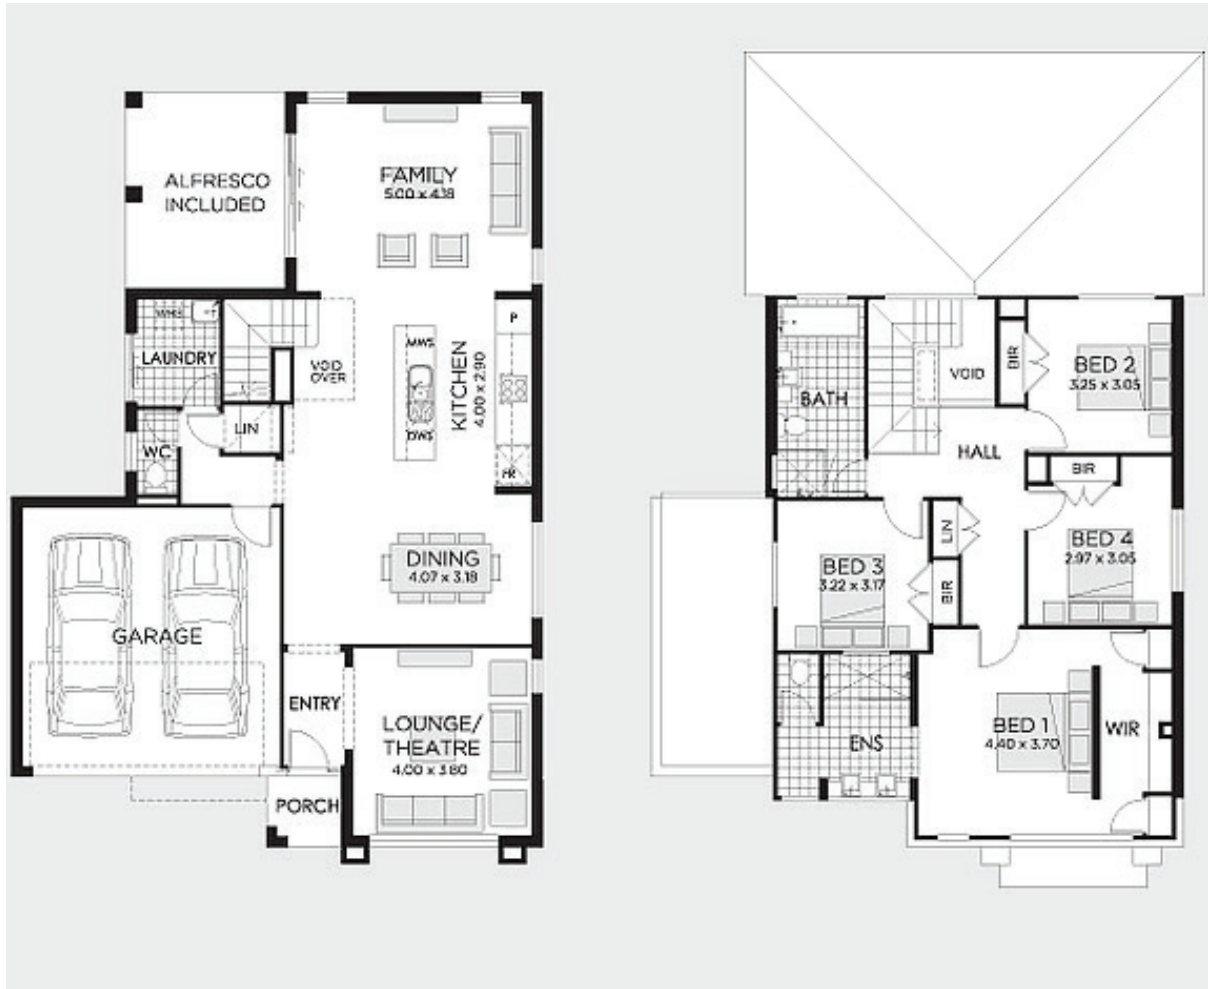 ALFRESCO
INCLUDED
FAMILY
5.00 x 4.18
LAUNDRY
VOID
OVER
MWS
DWS
KITCHEN
4.00 x 2.90
P
FR
LIN
WC
DINING
4.07 x 3.18
GARAGE
ENTRY
LOUNGE/
THEATRE
4.00 x 3.80
PORCH
BATH
VOID
BIR
BED 2
3.25 x 3.05
HALL
BIR
LIN
BED 4
2.97 x 3.05
BED 3
3.22 x 3.17
BIR
ENS
BED 1
4.40 x 3.70
WIR